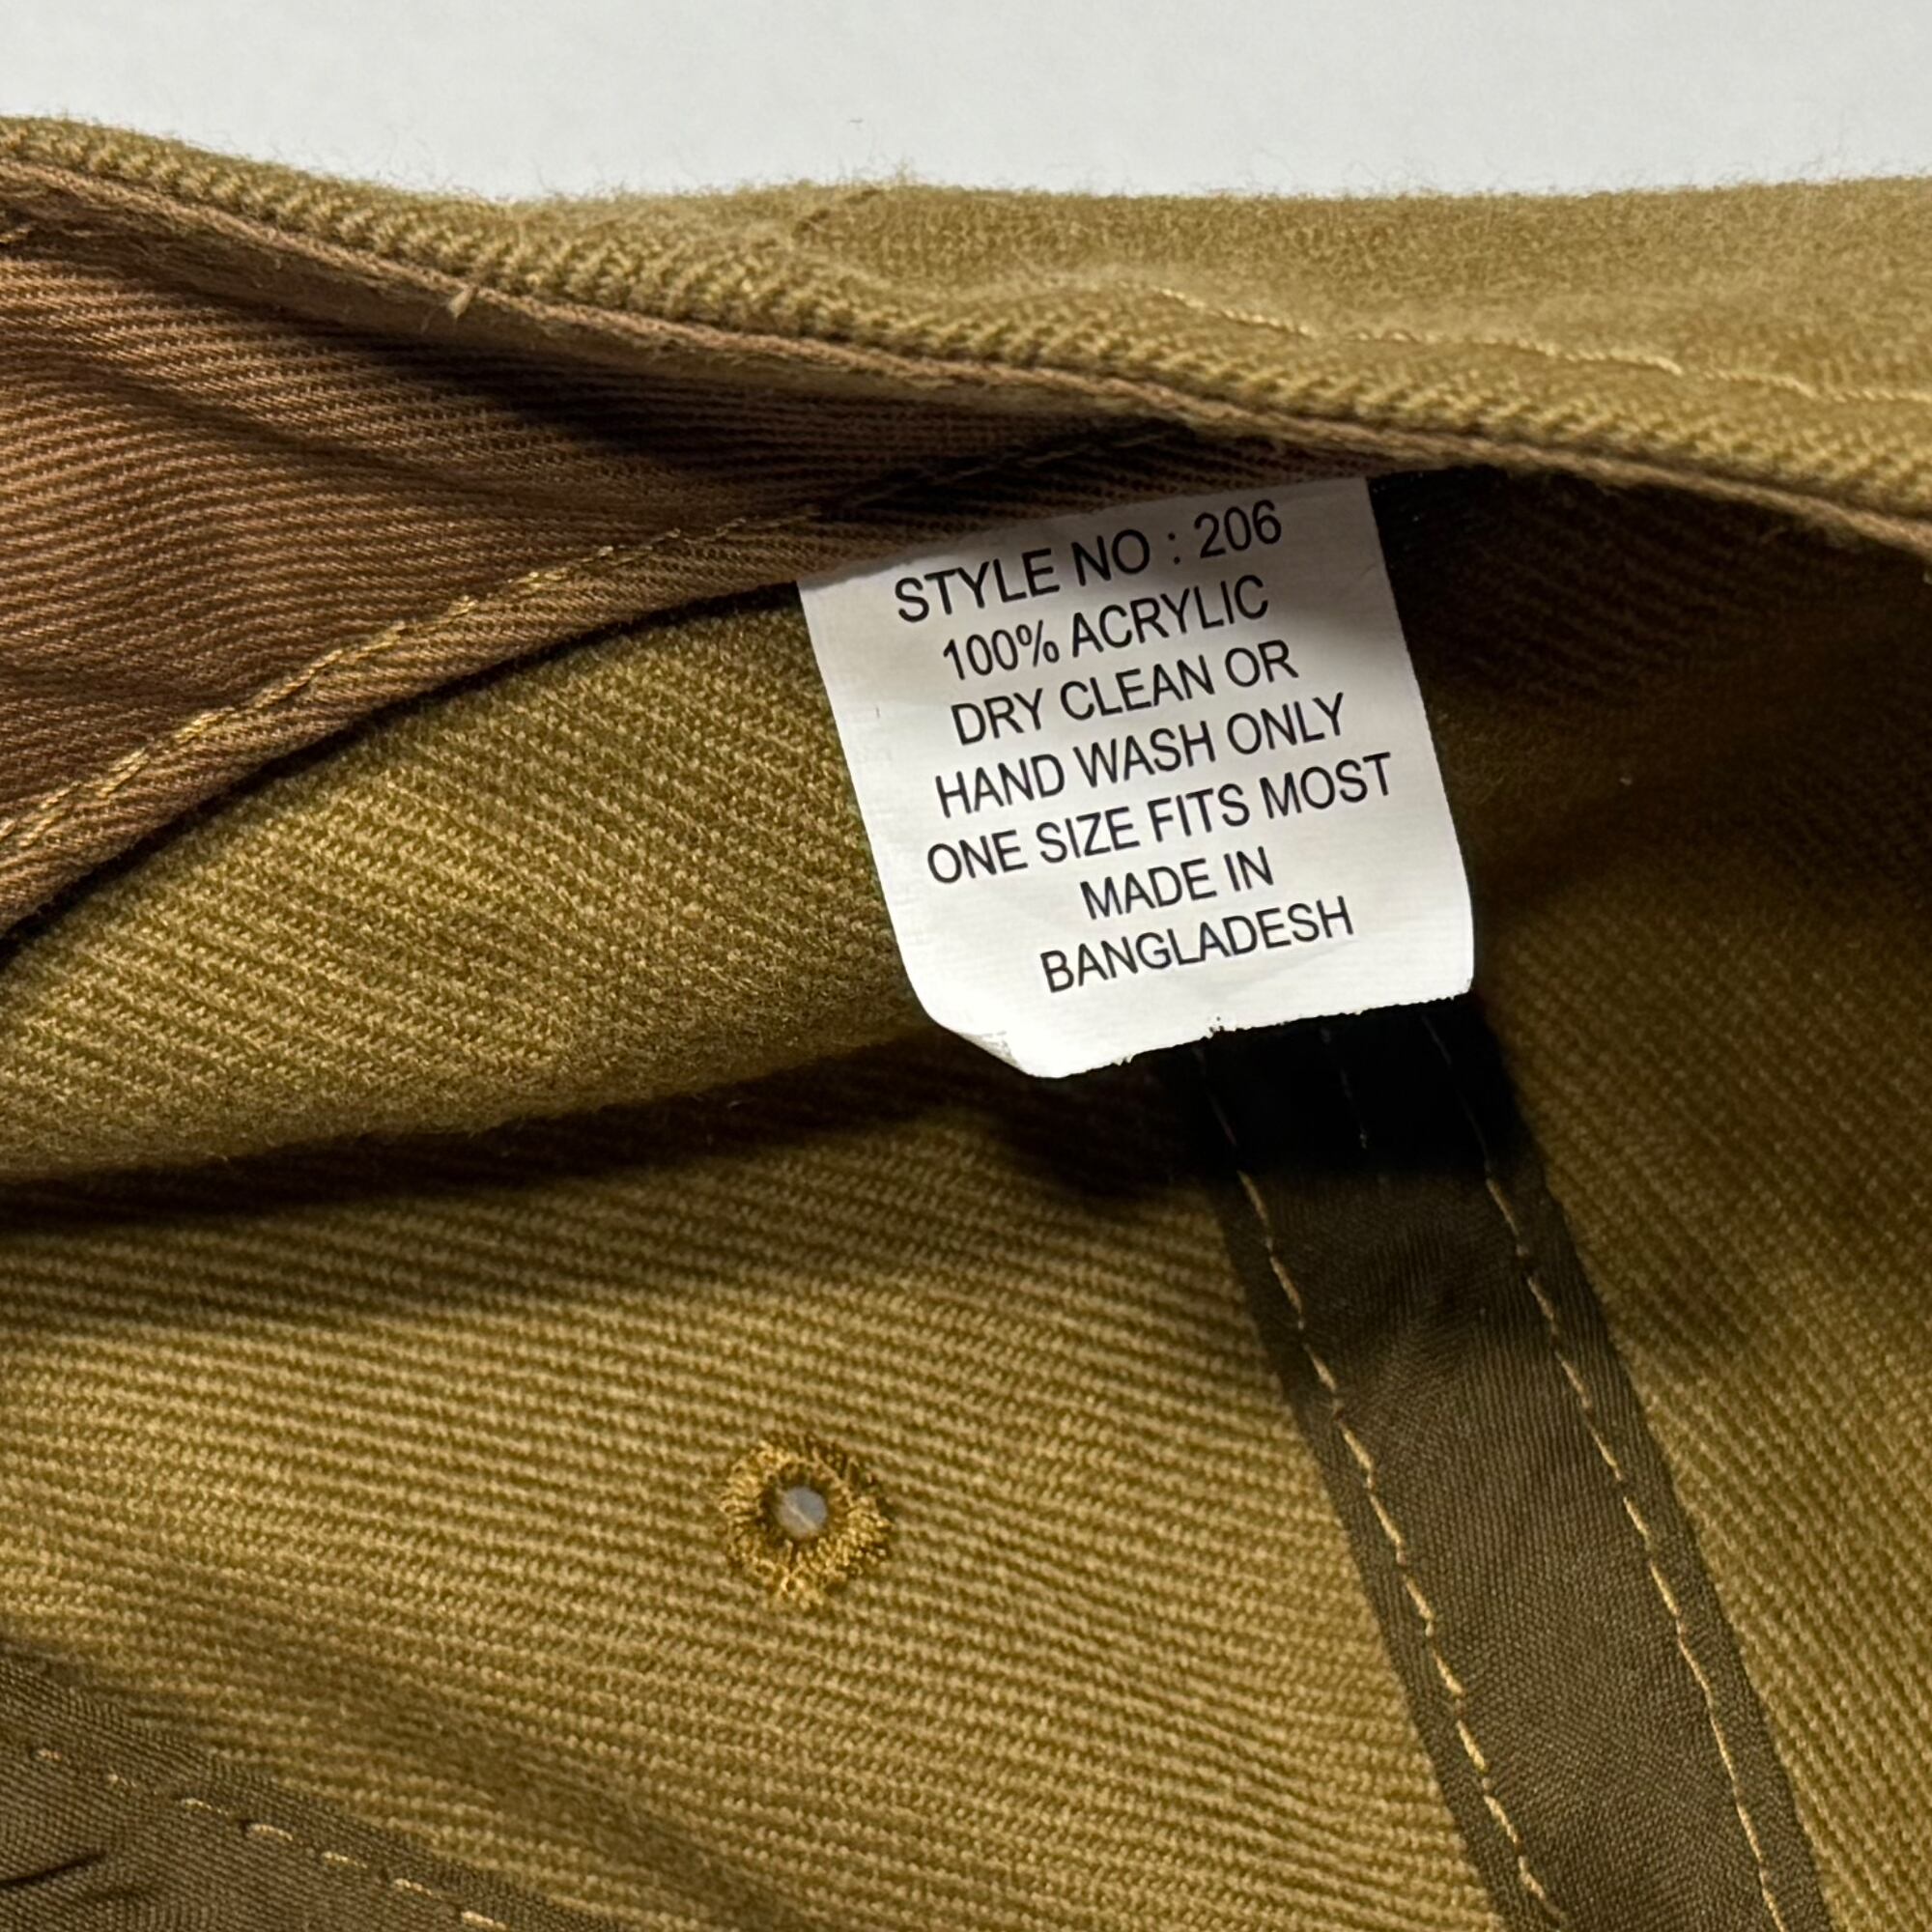 STYLE NO : 206
100% ACRYLIC
DRY CLEAN OR
HAND WASH ONLY
ONE SIZE FITS MOST
MADE IN
BANGLADESH